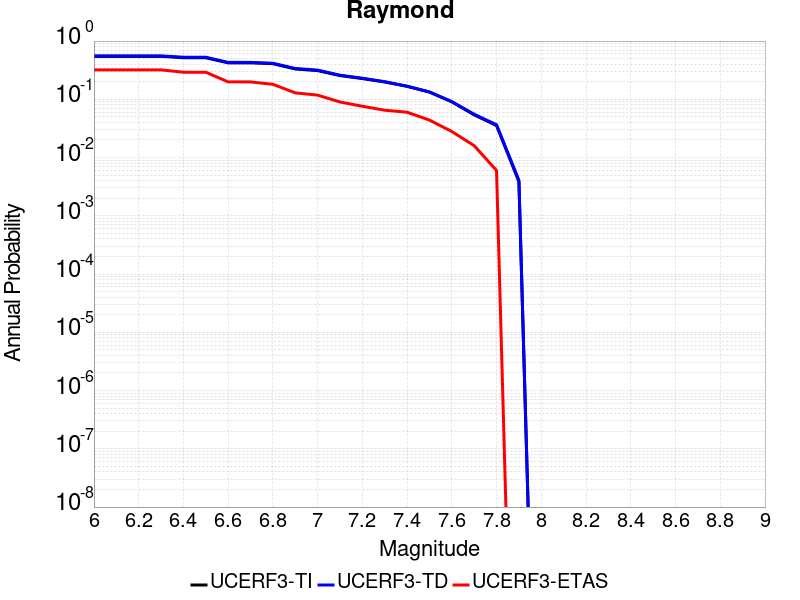 Raymond
Annual Probability
10^0
10^-1
10^-2
10^-3
10^-4
10^-5
10^-6
10^-7
10^-8
6 6.2 6.4 6.6 6.8 7 7.2 7.4 7.6 7.8 8 8.2 8.4 8.6 8.8 9
Magnitude
UCERF3-TI UCERF3-TD UCERF3-ETAS